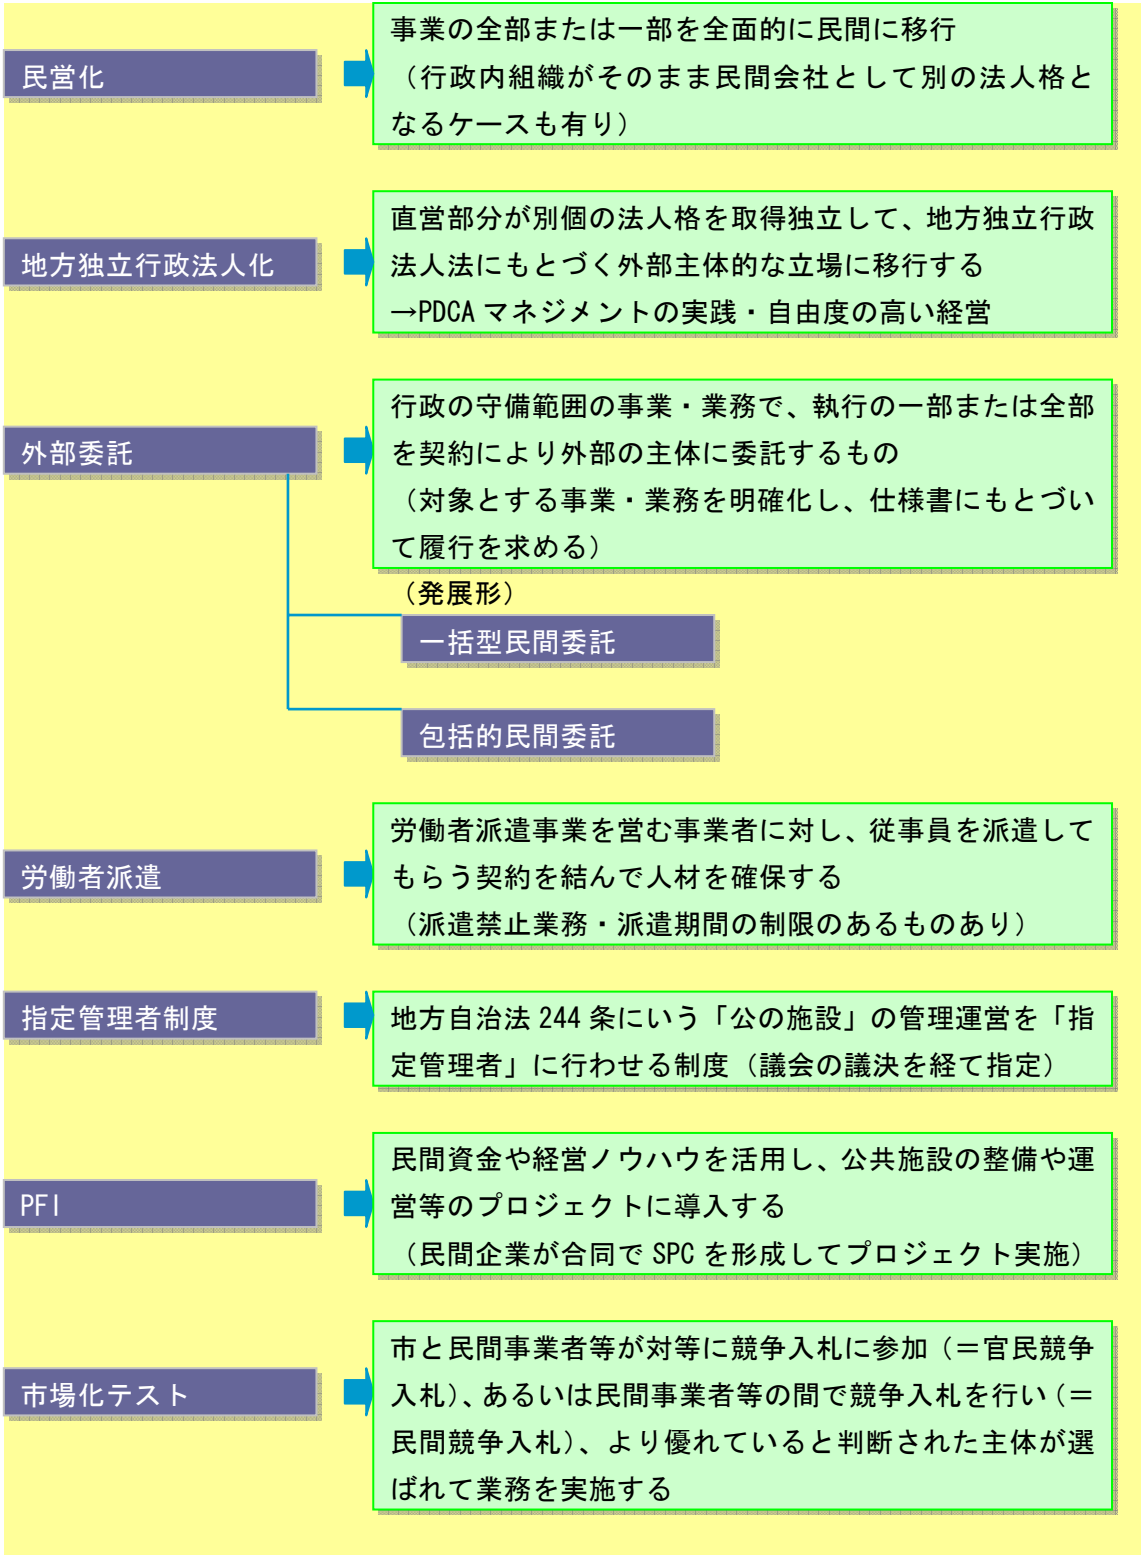 民営化
事業の全部または一部を全面的に民間に移行
（行政内組織がそのまま民間会社として別の法人格と
なるケースも有り）
地方独立行政法人化
直営部分が別個の法人格を取得独立して、地方独立行政
法人法にもとづく外部主体的な立場に移行する
→PDCA マネジメントの実践・自由度の高い経営
外部委託
行政の守備範囲の事業・業務で、執行の一部または全部
を契約により外部の主体に委託するもの
（対象とする事業・業務を明確化し、仕様書にもとづい
て履行を求める）
（発展形）
一括型民間委託
包括的民間委託
労働者派遣
労働者派遣事業を営む事業者に対し、従事員を派遣して
もらう契約を結んで人材を確保する
（派遣禁止業務・派遣期間の制限のあるものあり）
指定管理者制度
地方自治法 244 条にいう「公の施設」の管理運営を「指
定管理者」に行わせる制度（議会の議決を経て指定）
PFI
民間資金や経営ノウハウを活用し、公共施設の整備や運
営等のプロジェクトに導入する
（民間企業が合同で SPC を形成してプロジェクト実施）
市場化テスト
市と民間事業者等が対等に競争入札に参加（＝官民競争
入札）、あるいは民間事業者等の間で競争入札を行い（＝
民間競争入札）、より優れていると判断された主体が選
ばれて業務を実施する